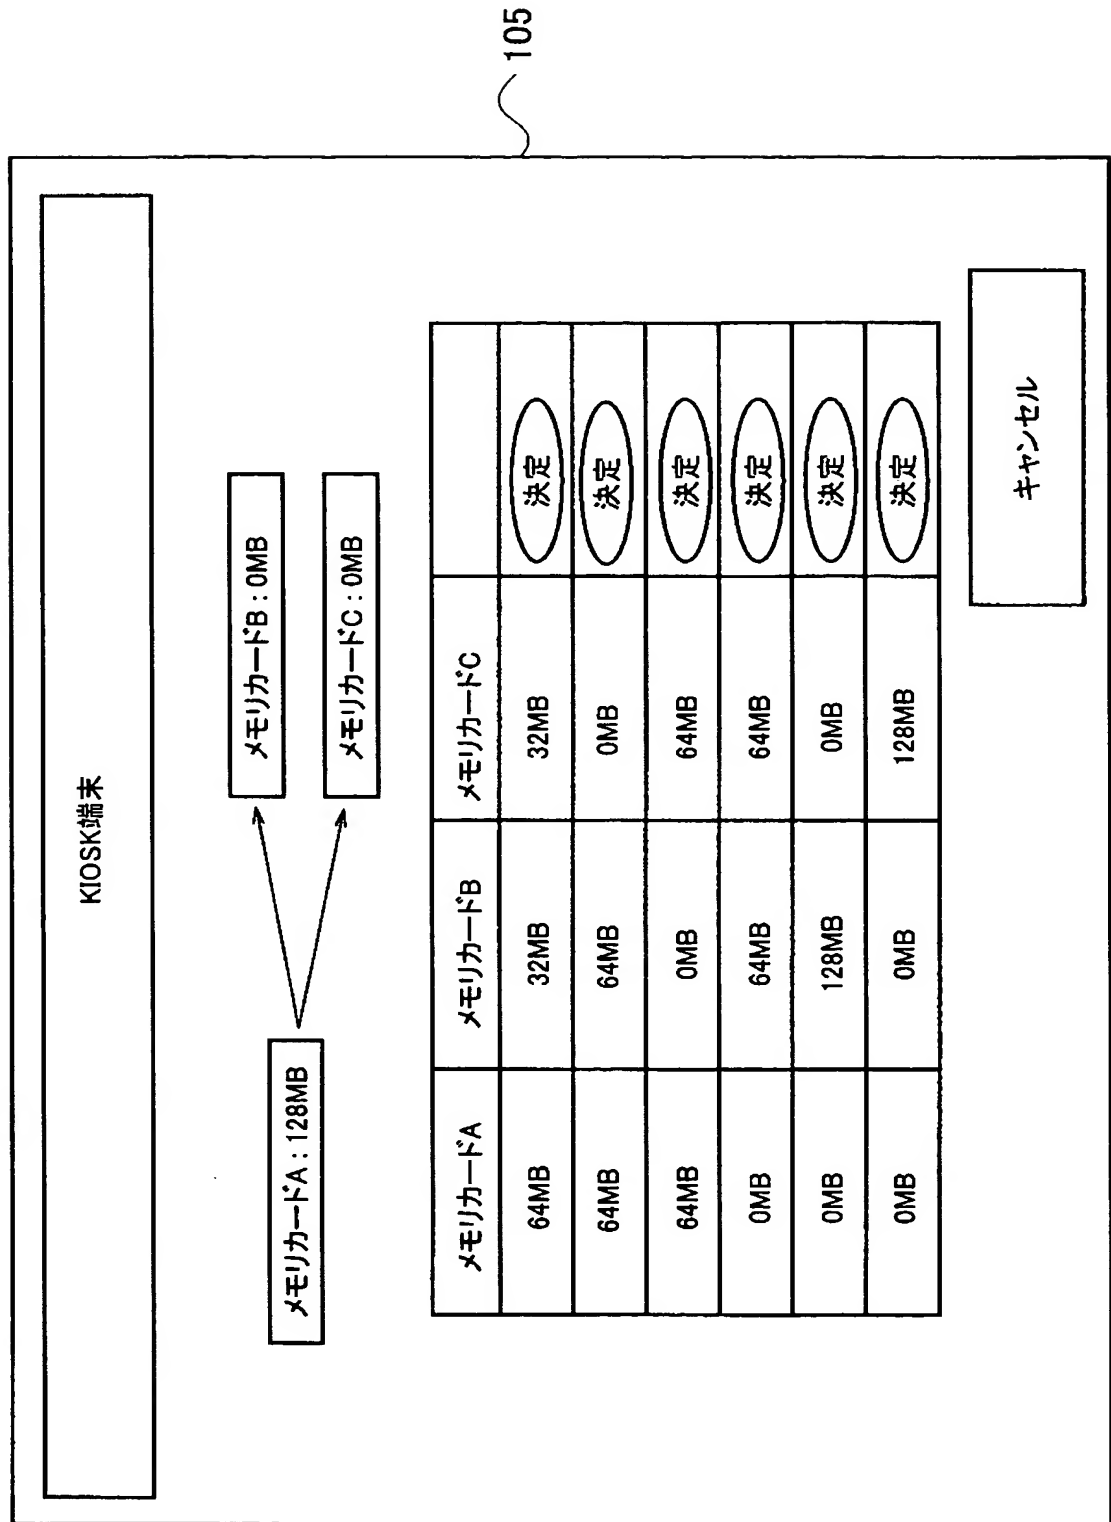 KIOSK端末
メモリカードA:128MB
メモリカードB:0MB
メモリカードC:0MB
メモリカードA メモリカードB メモリカードC
64MB 32MB 32MB 決定
64MB 64MB 0MB 決定
64MB 0MB 64MB 決定
0MB 64MB 64MB 決定
0MB 128MB 0MB 決定
0MB 0MB 128MB 決定
キャンセル
105